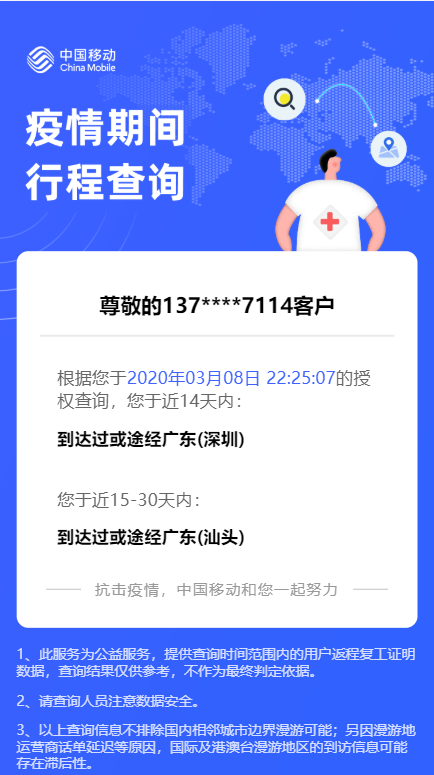 中国移动
China Mobile
疫情期间
行程查询
尊敬的137****7114客户
根据您于2020年03月08日 22:25:07的授
权查询，您于近14天内：
到达过或途经广东(深圳)
您于近15-30天内：
到达过或途经广东(汕头)
抗击疫情，中国移动和您一起努力
1、此服务为公益服务，提供查询时间范围内的用户返程复工证明
数据，查询结果仅供参考，不作为最终判定依据。
2、请查询人员注意数据安全。
3、以上查询信息不排除国内相邻城市边界漫游可能；另因漫游地
运营商话单延迟等原因，国际及港澳台漫游地区的到访信息可能
存在滞后性。